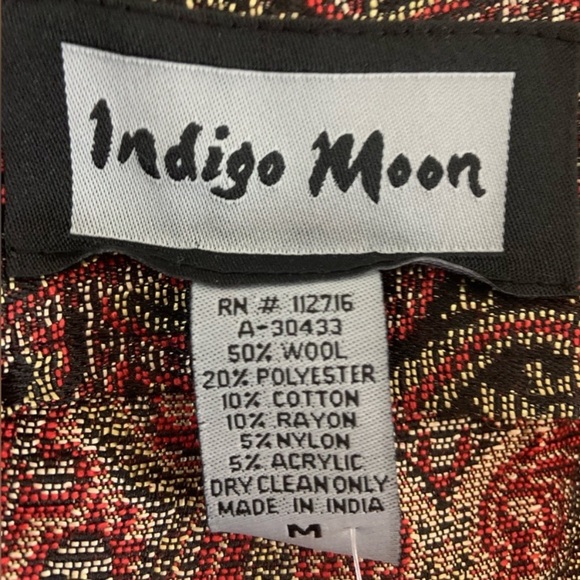 Indigo Moon
RN # 112716
A-30433
50% WOOL
20% POLYESTER
10% COTTON
10% RAYON
5% NYLON
5% ACRYLIC
DRY CLEAN ONLY
MADE IN INDIA
M